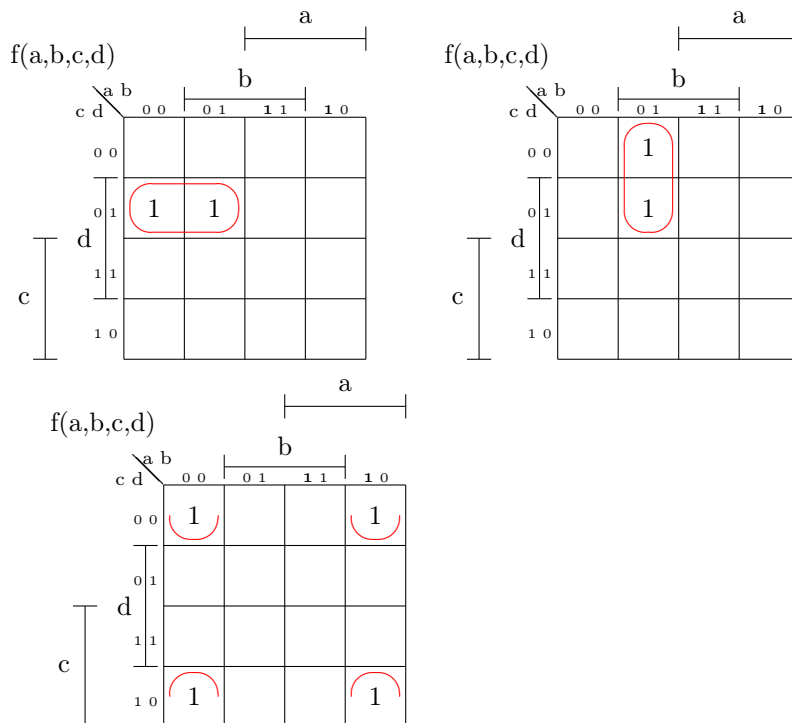 a
f(a,b,c,d)
b
a b
c d
0 0 0 1 1 1 1 0
0 0
0 1 1 1
d
1 1
c
1 0
a
f(a,b,c,d)
b
a b
c d
0 0 0 1 1 1 1 0
0 0 1
0 1 1
d
1 1
c
1 0
a
f(a,b,c,d)
b
a b
c d
0 0 0 1 1 1 1 0
0 0 1 1
0 1
d
1 1
c
1 0 1 1